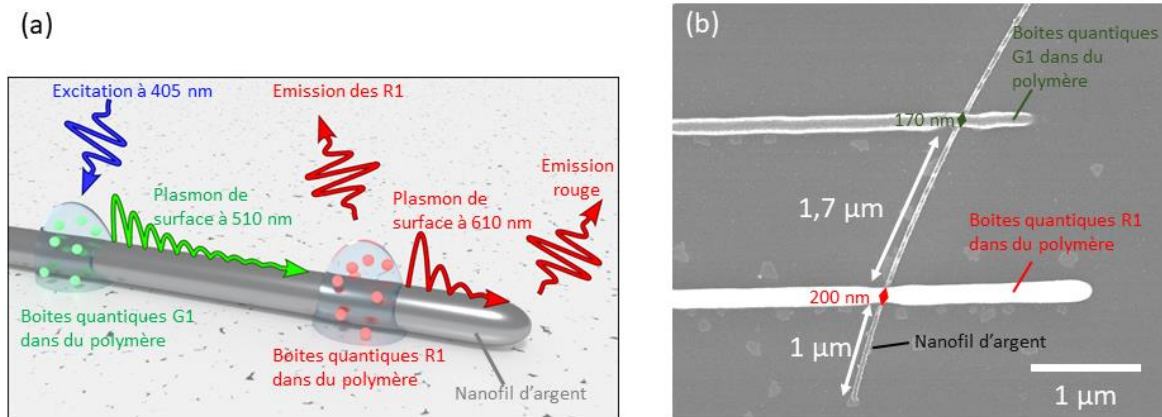 (a)
Excitation à 405 nm
Emission des R1
Emission
rouge
Plasmon de
surface à 510 nm
Plasmon de
surface à 610 nm
Boites quantiques G1
dans du polymère
Boites quantiques R1
dans du polymère
Nanofil d'argent
(b)
Boites quantiques
G1 dans du
polymère
170 nm
1,7 µm
Boites quantiques R1
dans du polymère
200 nm
1 µm
Nanofil d'argent
1 µm